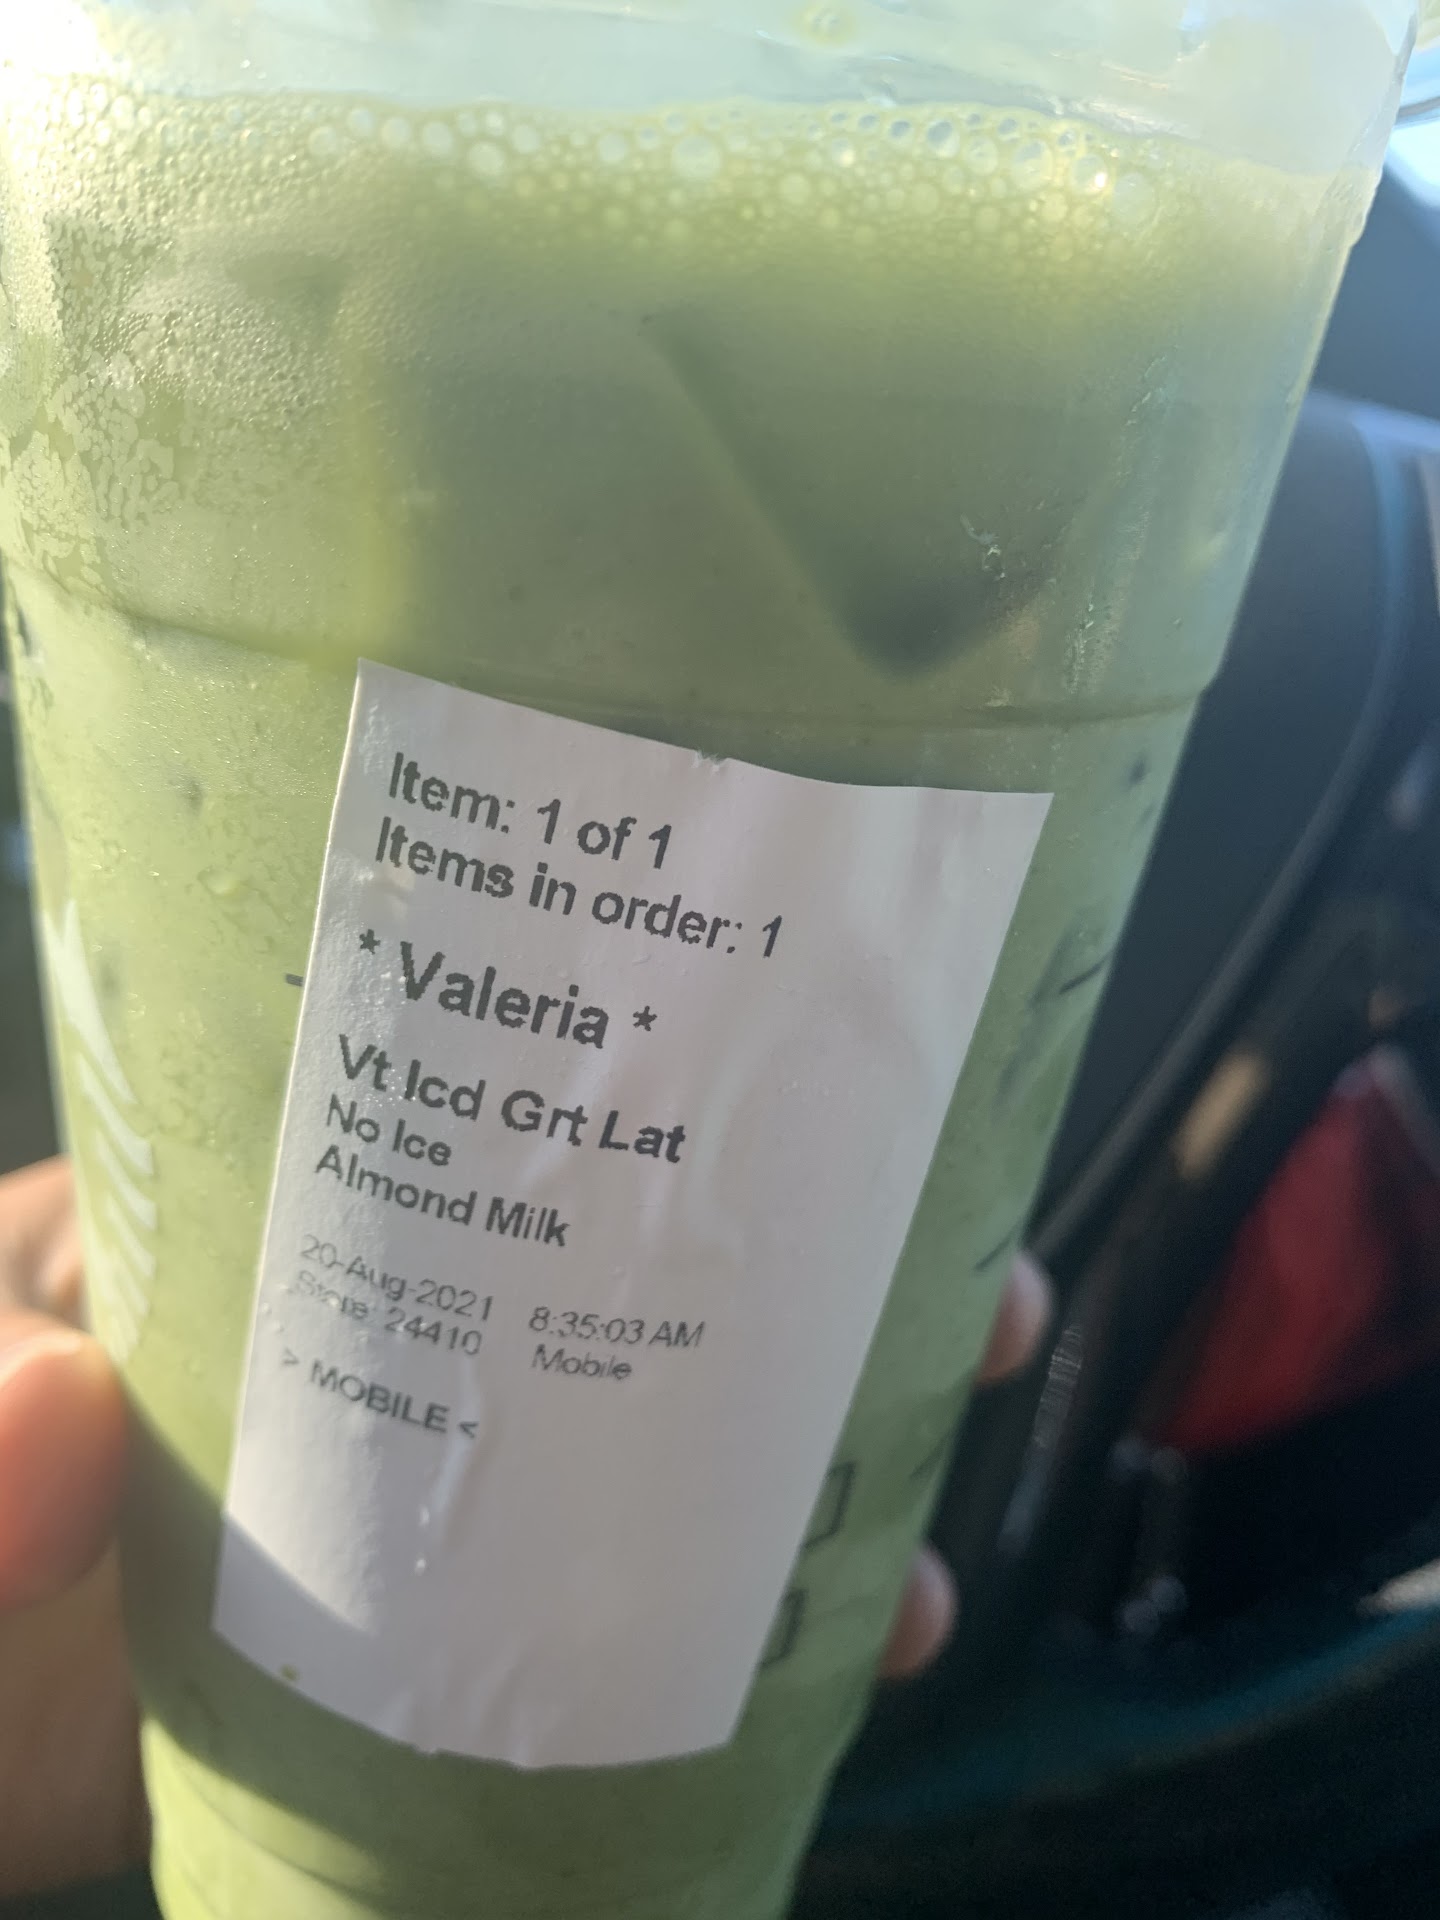 Item: 1 of 1
Items in order: 1
* Valeria *
Vt Icd Grt Lat
No Ice
Almond Milk
20-Aug-2021 8:35:03 AM
Store: 24410 Mobile
> MOBILE <